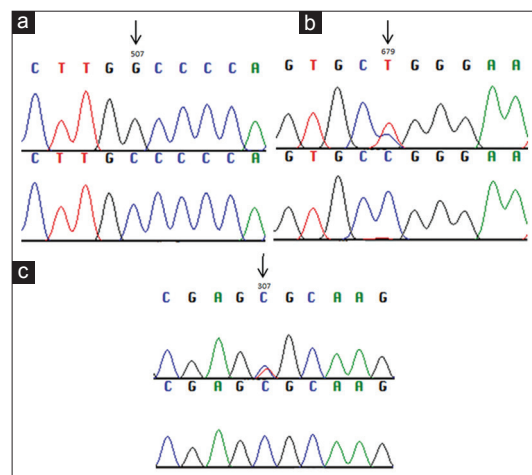 a
507
C T T G G C C C C A
C T T G C C C C C A
b
679
G T G C T G G G A A
G T G C C G G G A A
c
307
C G A G C G C A A G
C G A G C G C A A G